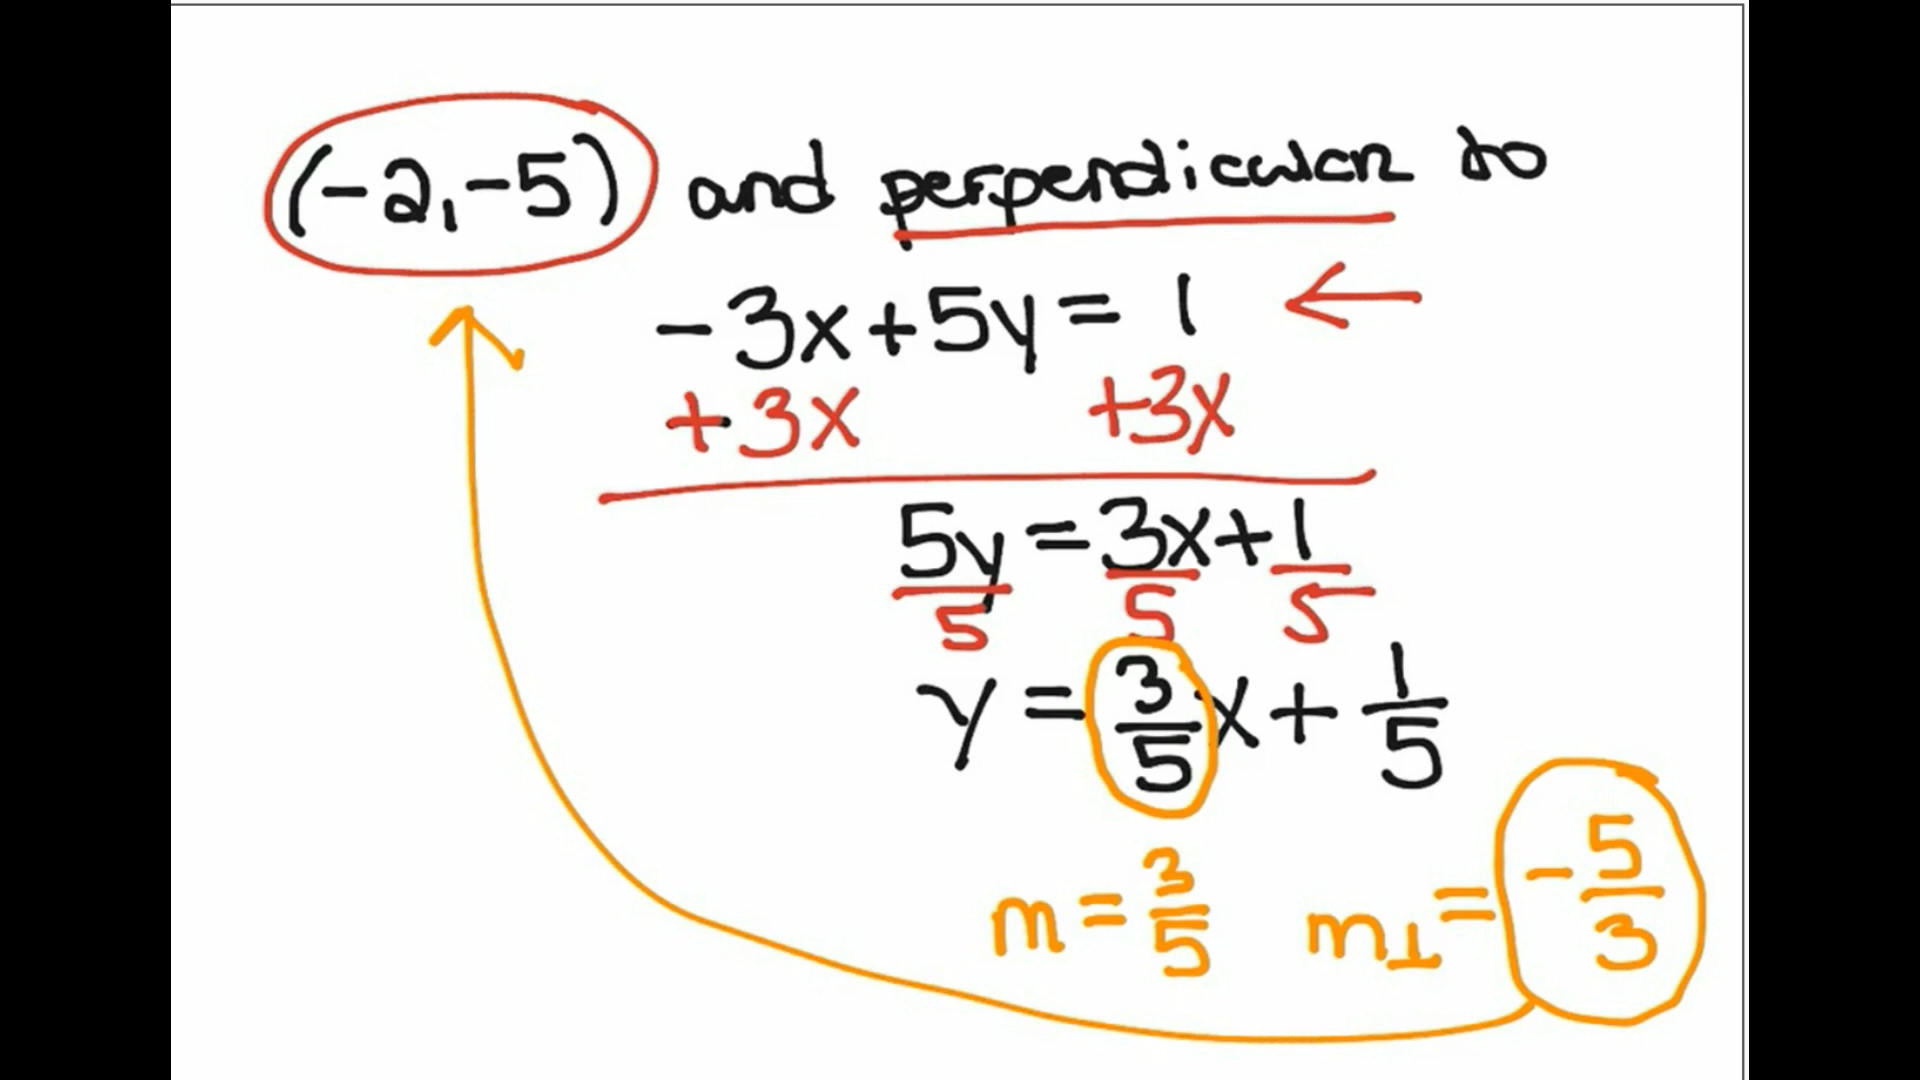 (-2,-5) and perpendicular to
-3x+5y=1 ←
+3x +3x
5y=3x+1
5 5 5
y=3/5x+1/5
m=3/5 m⊥=-5/3